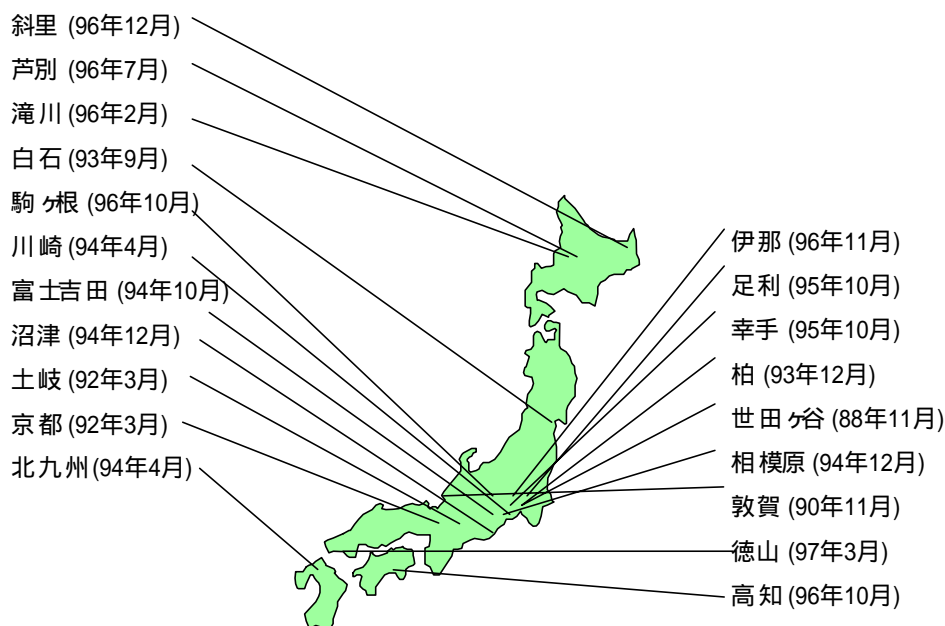 斜里 (96年12月)
芦別 (96年7月)
滝川 (96年2月)
白石 (93年9月)
駒ヶ根 (96年10月)
川崎 (94年4月)
富士吉田 (94年10月)
沼津 (94年12月)
土岐 (92年3月)
京都 (92年3月)
北九州(94年4月)
伊那 (96年11月)
足利 (95年10月)
幸手 (95年10月)
柏 (93年12月)
世田ヶ谷 (88年11月)
相模原 (94年12月)
敦賀 (90年11月)
徳山 (97年3月)
高知 (96年10月)